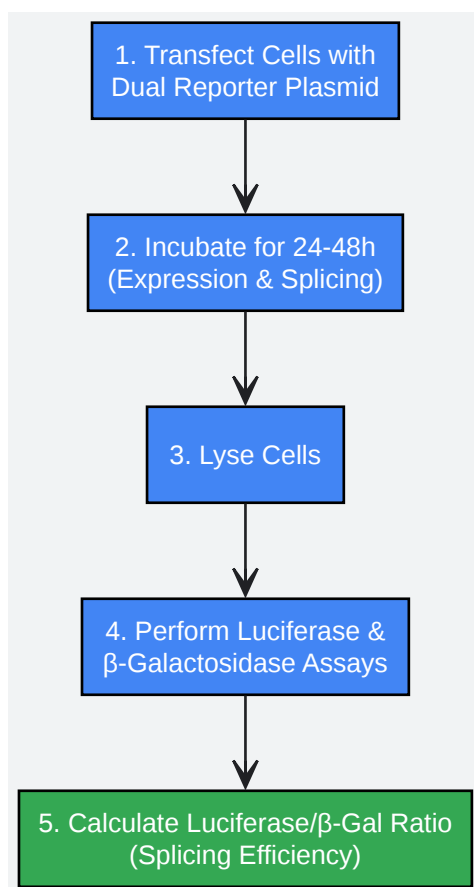 1. Transfect Cells with
Dual Reporter Plasmid
2. Incubate for 24-48h
(Expression & Splicing)
3. Lyse Cells
4. Perform Luciferase &
β-Galactosidase Assays
5. Calculate Luciferase/β-Gal Ratio
(Splicing Efficiency)